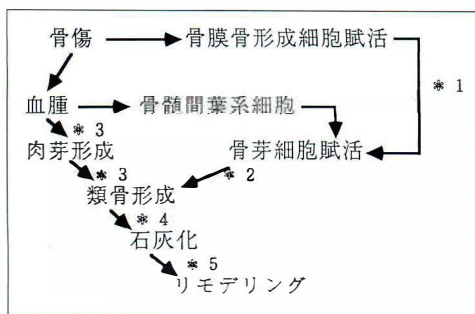 骨傷 骨膜骨形成細胞賦活
＊1
血腫 骨髄間葉系細胞
＊3
肉芽形成 骨芽細胞賦活
＊3 ＊2
類骨形成
＊4
石灰化
＊5
リモデリング